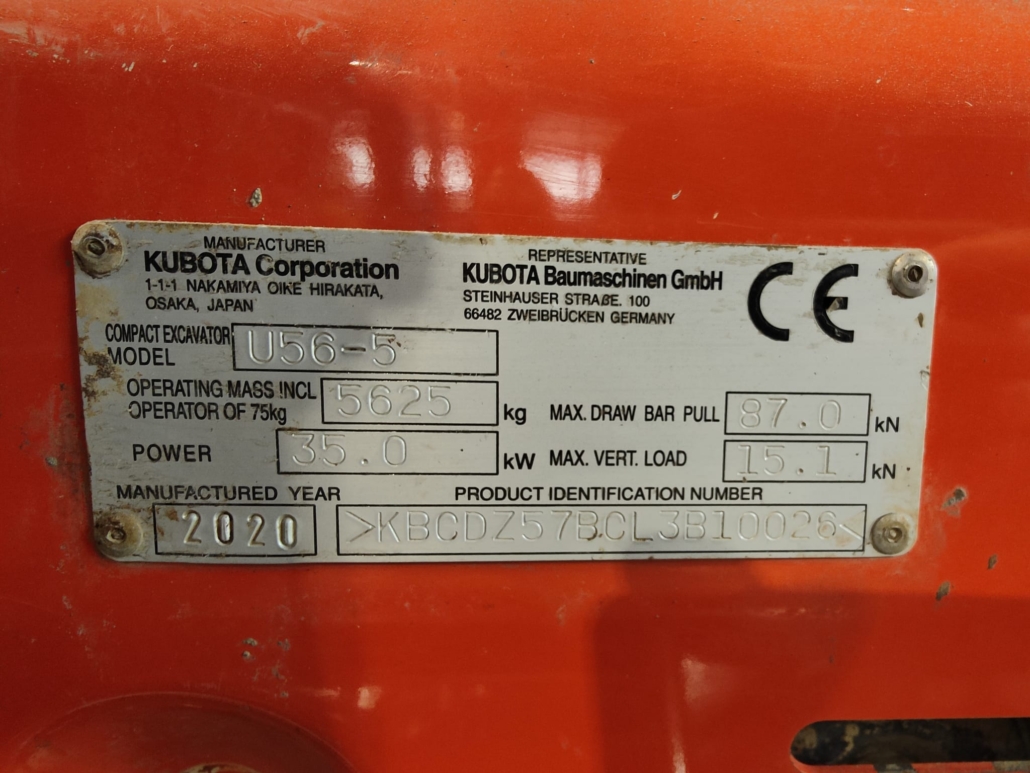 MANUFACTURER
KUBOTA Corporation
1-1-1 NAKAMIYA OIKE HIRAKATA,
OSAKA, JAPAN
REPRESENTATIVE
KUBOTA Baumaschinen GmbH
STEINHAUSER STRAßE. 100
66482 ZWEIBRÜCKEN GERMANY
CE
COMPACT EXCAVATOR
MODEL U56-5
OPERATING MASS INCL
OPERATOR OF 75kg 5625 kg
MAX. DRAW BAR PULL 87.0 kN
POWER 35.0 kW
MAX. VERT. LOAD 15.1 kN
MANUFACTURED YEAR
2020
PRODUCT IDENTIFICATION NUMBER
>KBCDZ57BCL3B10026<